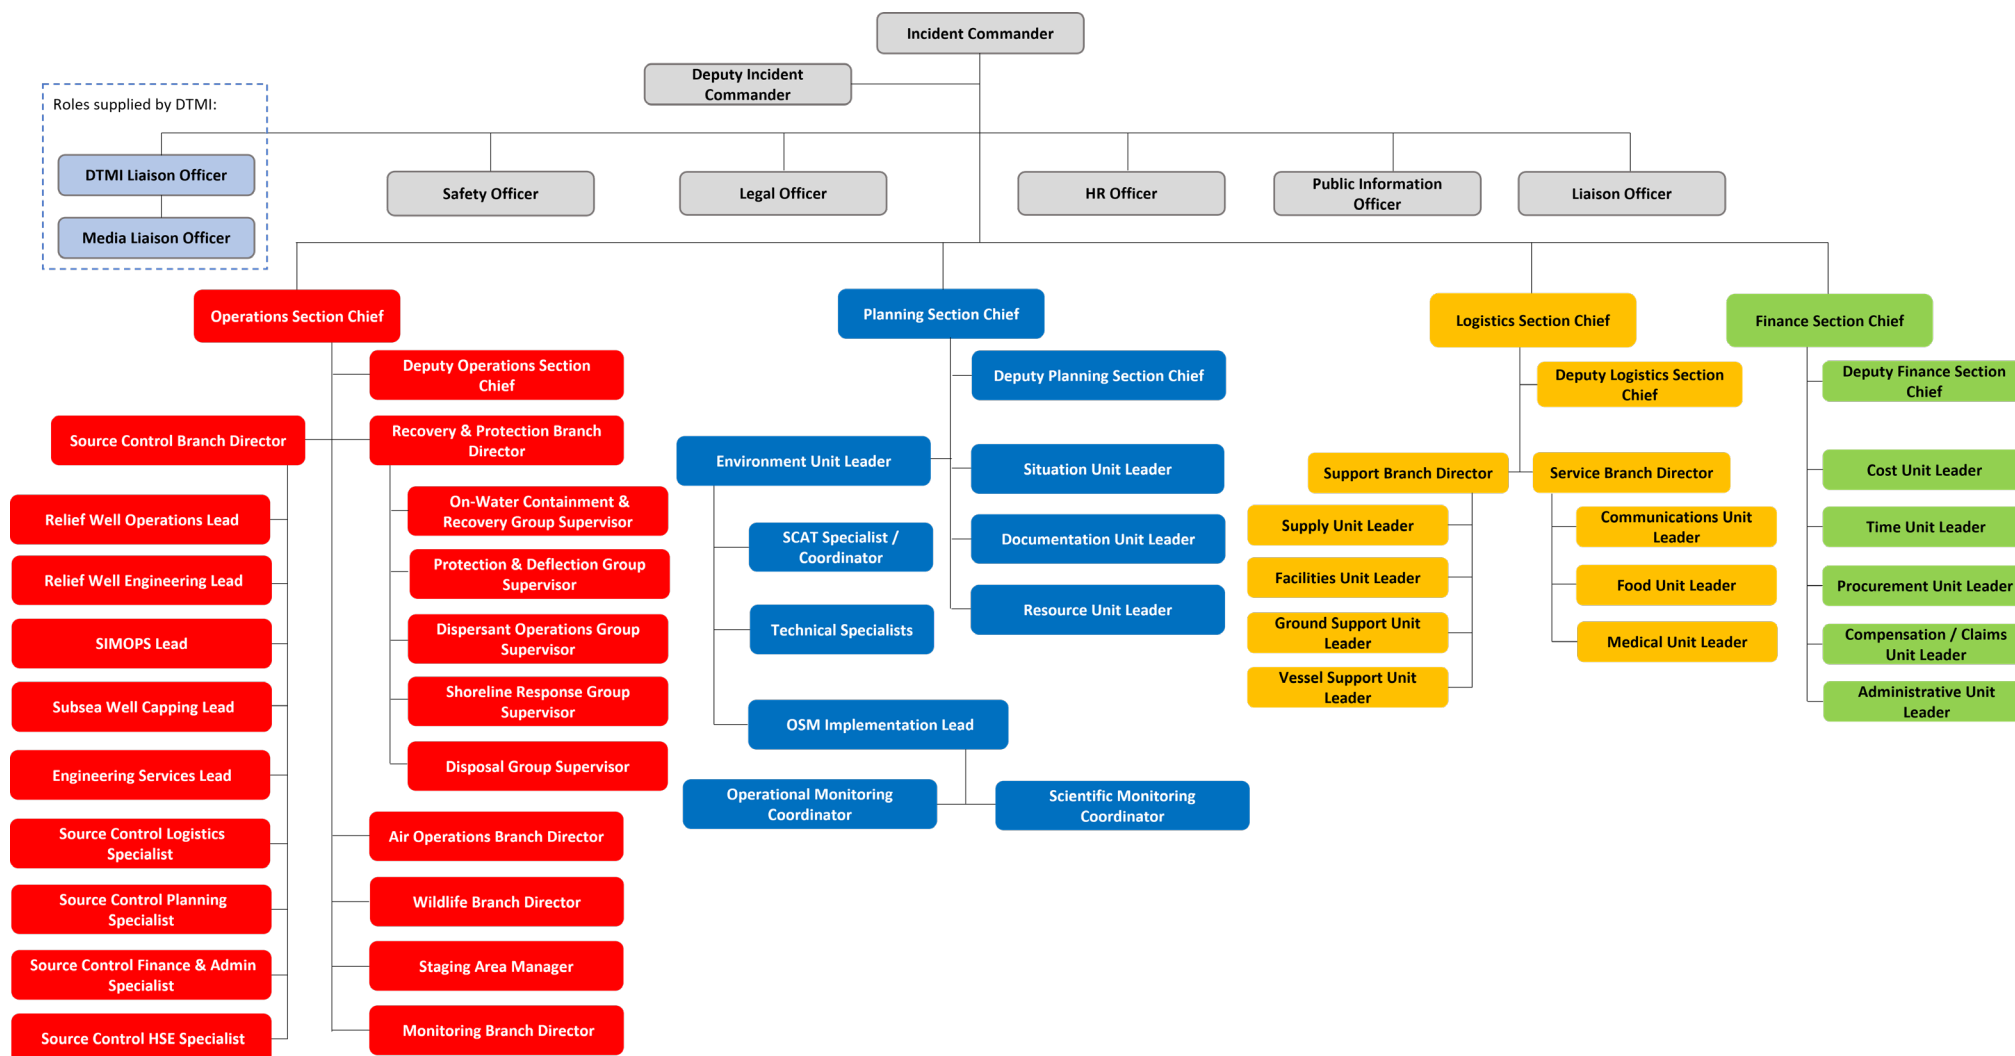 Incident Commander
Deputy Incident
Commander
Roles supplied by DTMI:
DTMI Liaison Officer
Media Liaison Officer
Safety Officer
Legal Officer
HR Officer
Public Information
Officer
Liaison Officer
Operations Section Chief
Deputy Operations Section
Chief
Source Control Branch Director
Recovery & Protection Branch
Director
Relief Well Operations Lead
Relief Well Engineering Lead
SIMOPS Lead
Subsea Well Capping Lead
Engineering Services Lead
Source Control Logistics
Specialist
Source Control Planning
Specialist
Source Control Finance & Admin
Specialist
Source Control HSE Specialist
On-Water Containment &
Recovery Group Supervisor
Protection & Deflection Group
Supervisor
Dispersant Operations Group
Supervisor
Shoreline Response Group
Supervisor
Disposal Group Supervisor
Air Operations Branch Director
Wildlife Branch Director
Staging Area Manager
Monitoring Branch Director
Planning Section Chief
Deputy Planning Section Chief
Environment Unit Leader
Situation Unit Leader
Documentation Unit Leader
Resource Unit Leader
SCAT Specialist /
Coordinator
Technical Specialists
OSM Implementation Lead
Operational Monitoring
Coordinator
Scientific Monitoring
Coordinator
Logistics Section Chief
Deputy Logistics Section
Chief
Support Branch Director
Service Branch Director
Supply Unit Leader
Facilities Unit Leader
Ground Support Unit
Leader
Vessel Support Unit
Leader
Communications Unit
Leader
Food Unit Leader
Medical Unit Leader
Finance Section Chief
Deputy Finance Section
Chief
Cost Unit Leader
Time Unit Leader
Procurement Unit Leader
Compensation / Claims
Unit Leader
Administrative Unit
Leader